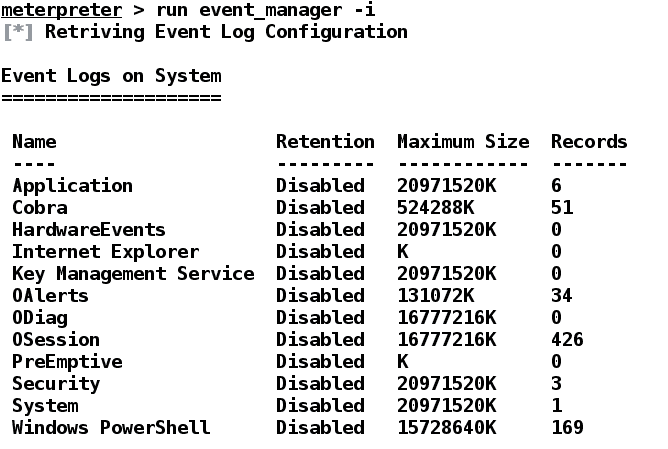 meterpreter > run event_manager -i
[*] Retriving Event Log Configuration
Event Logs on System
====================
Name Retention Maximum Size Records
---- --------- ------------ -------
Application Disabled 20971520K 6
Cobra Disabled 524288K 51
HardwareEvents Disabled 20971520K 0
Internet Explorer Disabled K 0
Key Management Service Disabled 20971520K 0
OAlerts Disabled 131072K 34
ODiag Disabled 16777216K 0
OSession Disabled 16777216K 426
PreEmptive Disabled K 0
Security Disabled 20971520K 3
System Disabled 20971520K 1
Windows PowerShell Disabled 15728640K 169